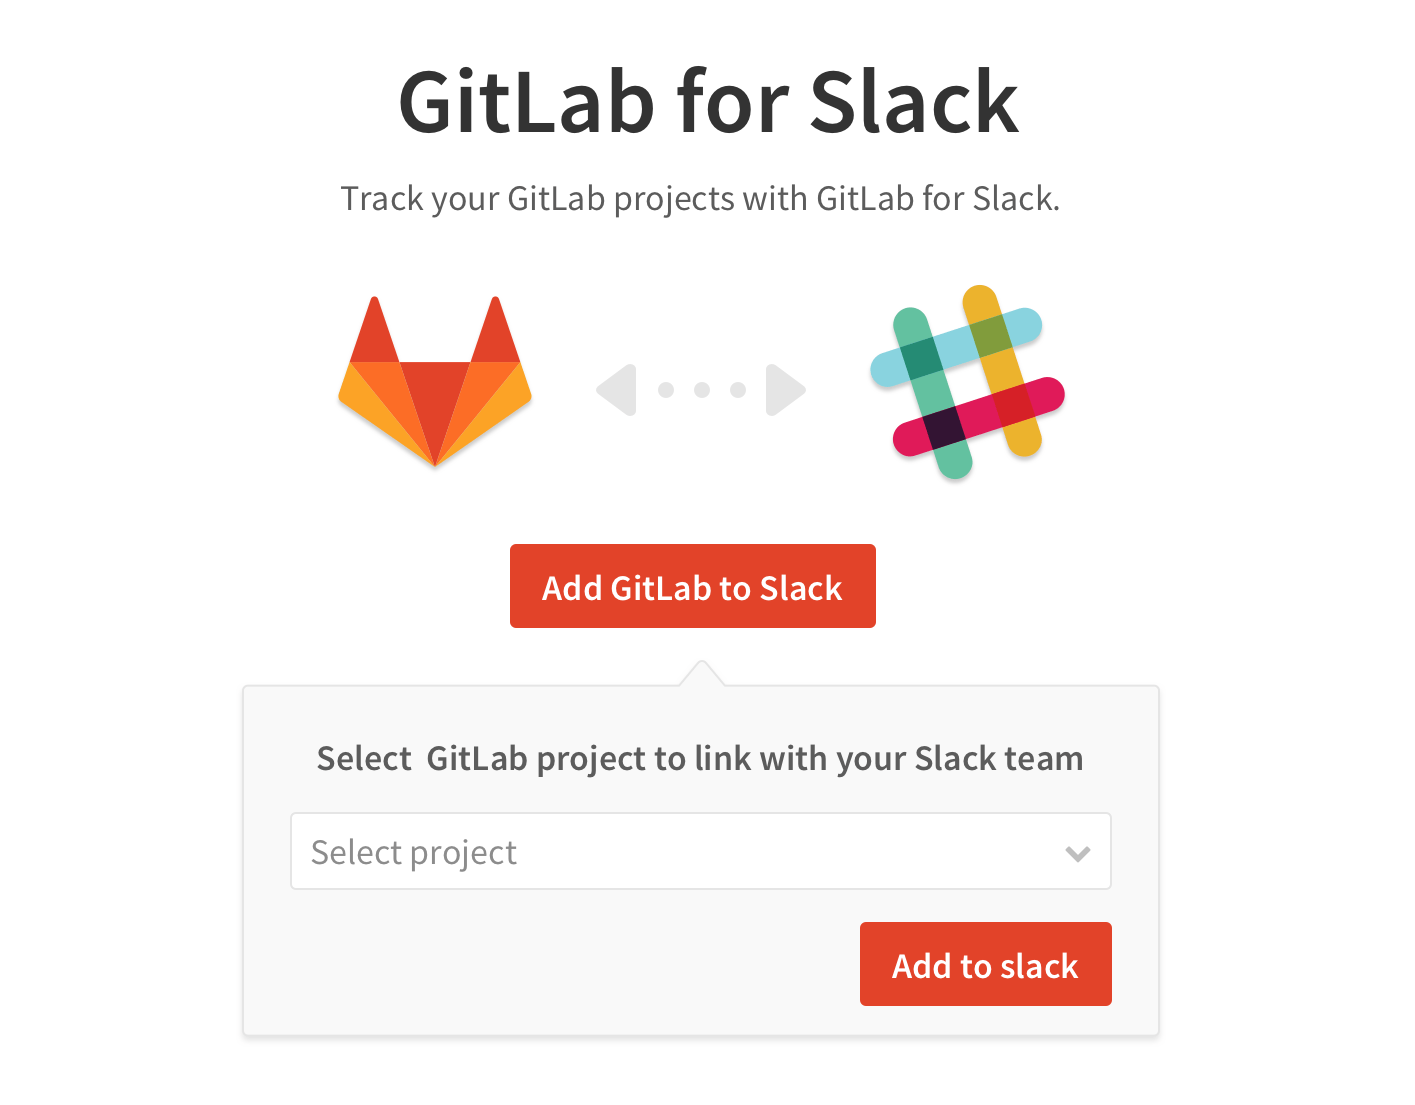 GitLab for Slack
Track your GitLab projects with GitLab for Slack.
Add GitLab to Slack
Select GitLab project to link with your Slack team
Select project
Add to slack